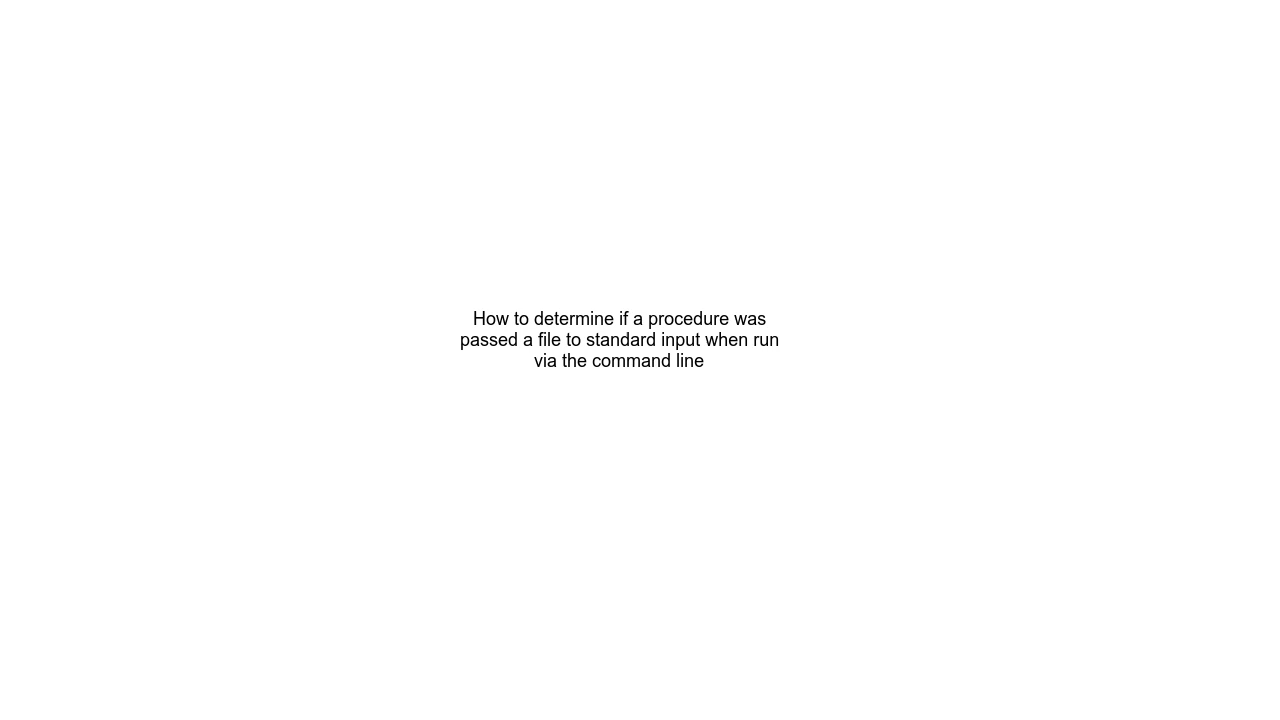 How to determine if a procedure was
passed a file to standard input when run
via the command line